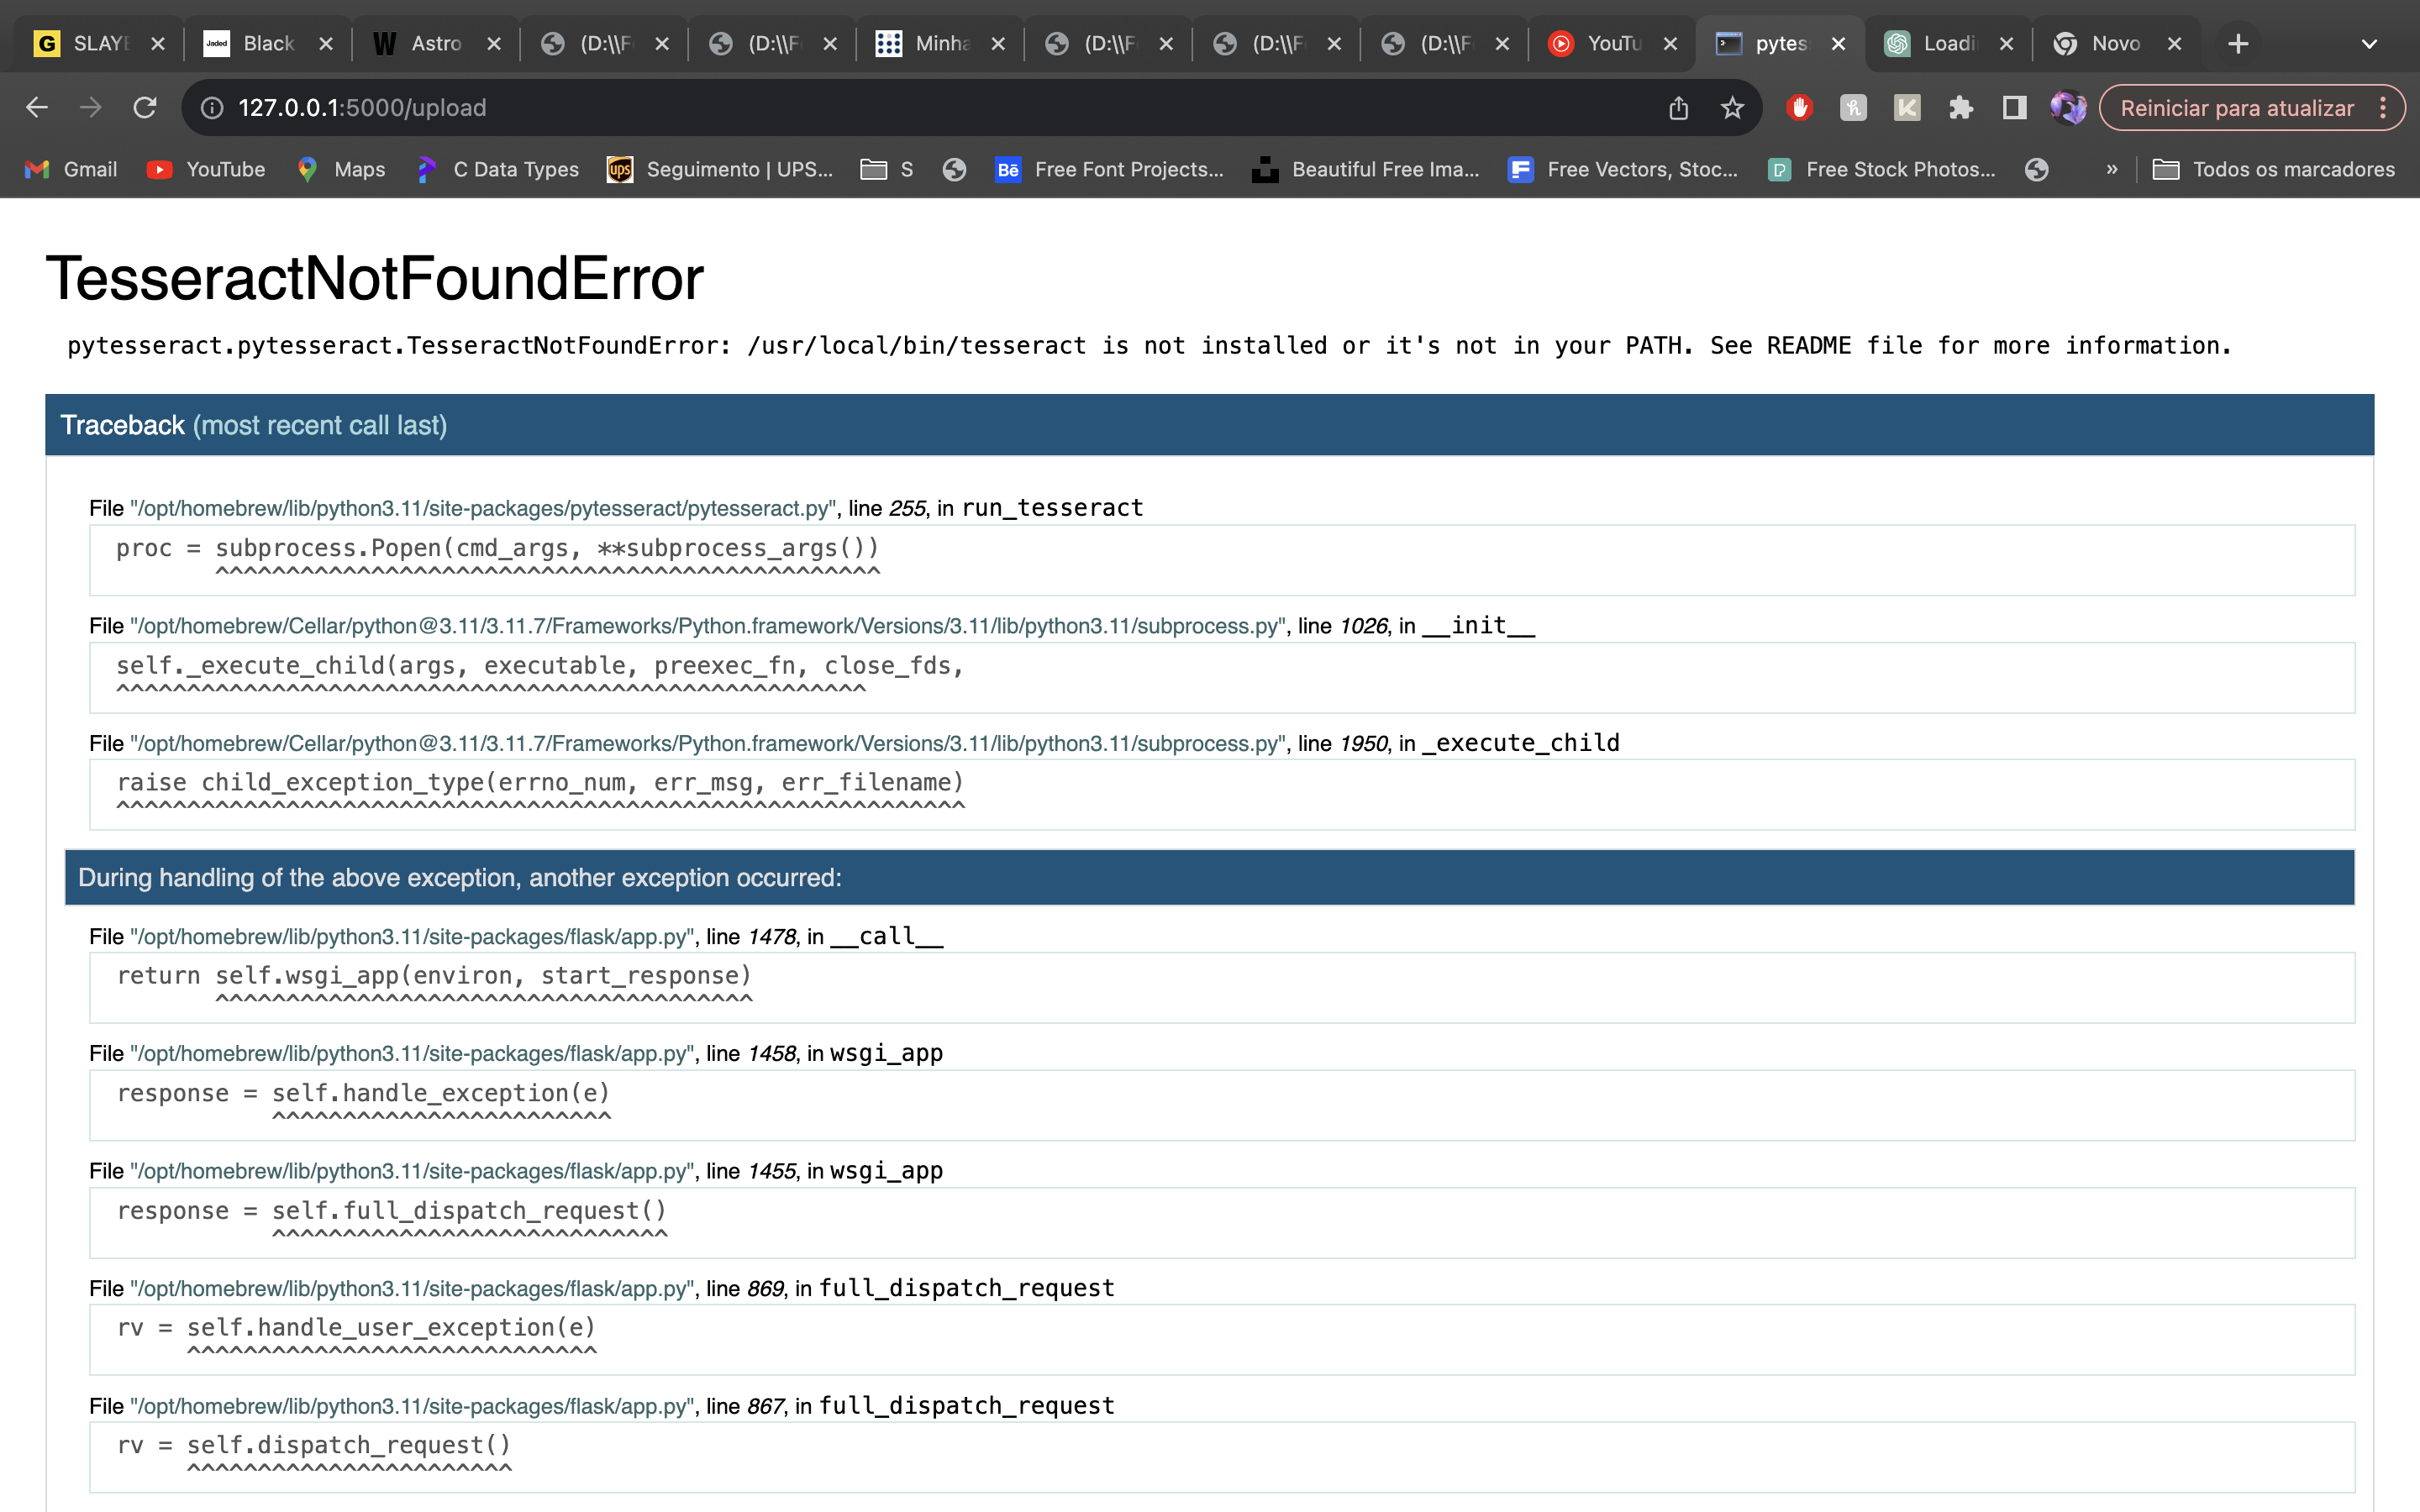 G SLAYE
Jaded Black
W Astro
(D:\\F
(D:\\F
Minha
(D:\\F
(D:\\F
(D:\\F
YouTu
pytes
Loadi
Novo
127.0.0.1:5000/upload
Reiniciar para atualizar
Gmail
YouTube
Maps
C Data Types
ups Seguimento | UPS...
S
Bē Free Font Projects...
Beautiful Free Ima...
Free Vectors, Stoc...
Free Stock Photos...
»
Todos os marcadores
TesseractNotFoundError
pytesseract.pytesseract.TesseractNotFoundError: /usr/local/bin/tesseract is not installed or it's not in your PATH. See README file for more information.
Traceback (most recent call last)
File "/opt/homebrew/lib/python3.11/site-packages/pytesseract/pytesseract.py", line 255, in run_tesseract
proc = subprocess.Popen(cmd_args, **subprocess_args())
^^^^^^^^^^^^^^^^^^^^^^^^^^^^^^^^^^^^^^^^^^^^^^^
File "/opt/homebrew/Cellar/python@3.11/3.11.7/Frameworks/Python.framework/Versions/3.11/lib/python3.11/subprocess.py", line 1026, in __init__
self._execute_child(args, executable, preexec_fn, close_fds,
^^^^^^^^^^^^^^^^^^^^^^^^^^^^^^^^^^^^^^^^^^^^^^^^^^^^^
File "/opt/homebrew/Cellar/python@3.11/3.11.7/Frameworks/Python.framework/Versions/3.11/lib/python3.11/subprocess.py", line 1950, in _execute_child
raise child_exception_type(errno_num, err_msg, err_filename)
^^^^^^^^^^^^^^^^^^^^^^^^^^^^^^^^^^^^^^^^^^^^^^^^^^^^^^^^^^^^
During handling of the above exception, another exception occurred:
File "/opt/homebrew/lib/python3.11/site-packages/flask/app.py", line 1478, in __call__
return self.wsgi_app(environ, start_response)
^^^^^^^^^^^^^^^^^^^^^^^^^^^^^^^^^^^^^^
File "/opt/homebrew/lib/python3.11/site-packages/flask/app.py", line 1458, in wsgi_app
response = self.handle_exception(e)
^^^^^^^^^^^^^^^^^^^^^^^^
File "/opt/homebrew/lib/python3.11/site-packages/flask/app.py", line 1455, in wsgi_app
response = self.full_dispatch_request()
^^^^^^^^^^^^^^^^^^^^^^^^^^^^
File "/opt/homebrew/lib/python3.11/site-packages/flask/app.py", line 869, in full_dispatch_request
rv = self.handle_user_exception(e)
^^^^^^^^^^^^^^^^^^^^^^^^^^^^^
File "/opt/homebrew/lib/python3.11/site-packages/flask/app.py", line 867, in full_dispatch_request
rv = self.dispatch_request()
^^^^^^^^^^^^^^^^^^^^^^^